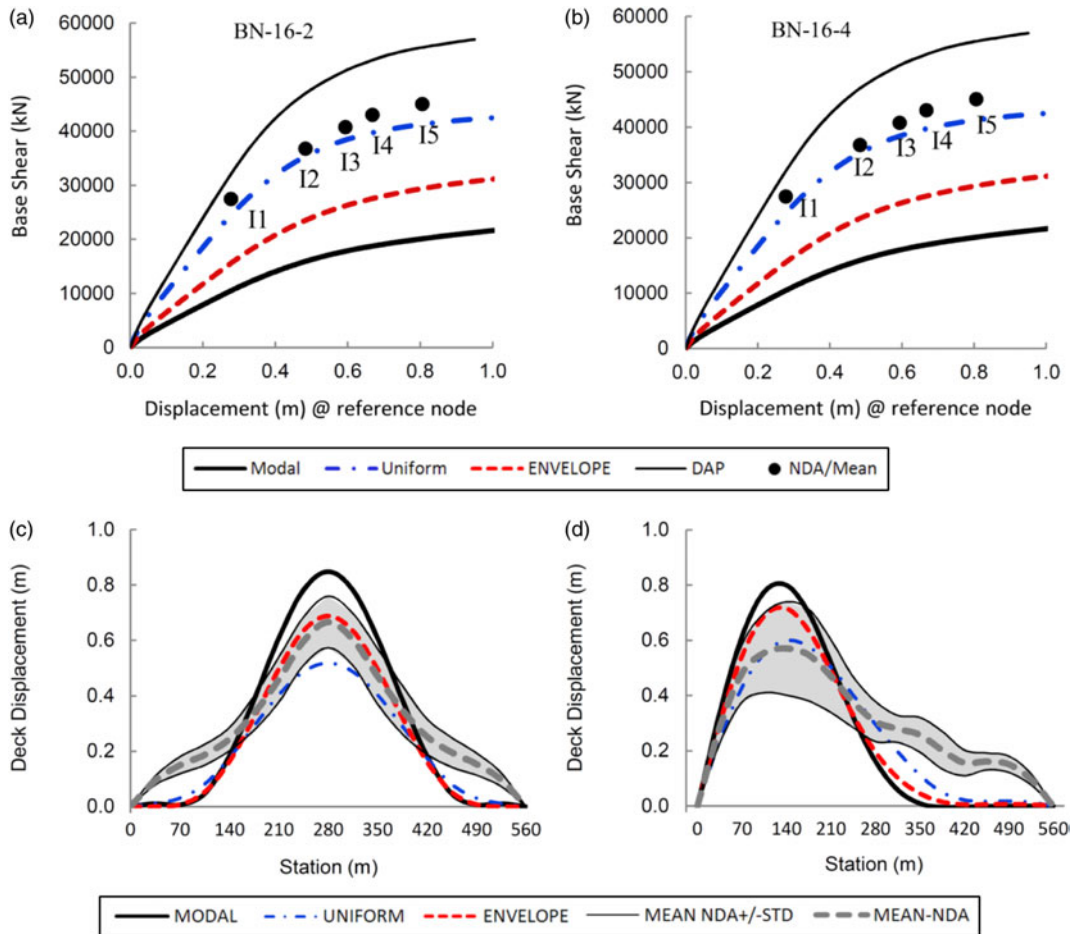 (a)
BN-16-2
Base Shear (kN)
60000
50000
40000
30000
20000
10000
0
I1
I2
I3
I4
I5
0.0 0.2 0.4 0.6 0.8 1.0
Displacement (m) @ reference node
(b)
BN-16-4
Base Shear (kN)
60000
50000
40000
30000
20000
10000
0
I1
I2
I3
I4
I5
0.0 0.2 0.4 0.6 0.8 1.0
Displacement (m) @ reference node
Modal Uniform ENVELOPE DAP NDA/Mean
(c)
Deck Displacement (m)
1.0
0.8
0.6
0.4
0.2
0.0
0 70 140 210 280 350 420 490 560
Station (m)
(d)
Deck Displacement (m)
1.0
0.8
0.6
0.4
0.2
0.0
0 70 140 210 280 350 420 490 560
Station (m)
MODAL UNIFORM ENVELOPE MEAN NDA+/-STD MEAN-NDA